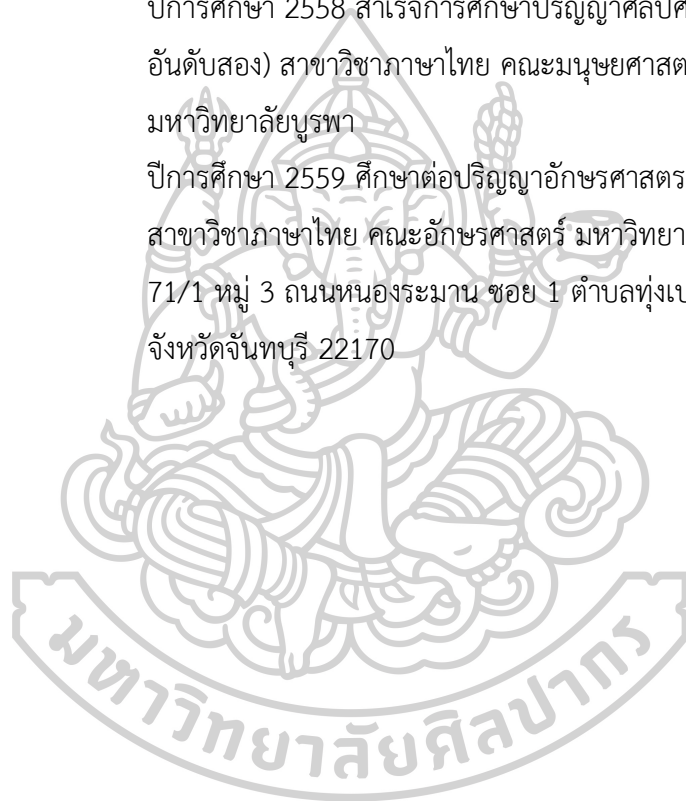 ปีการศึกษา 2558 สำเร็จการศึกษาปริญญาศิลปศ
อันดับสอง) สาขาวิชาภาษาไทย คณะมนุษยศาสต
มหาวิทยาลัยบูรพา
ปีการศึกษา 2559 ศึกษาต่อปริญญาอักษรศาสตร
สาขาวิชาภาษาไทย คณะอักษรศาสตร์ มหาวิทยา
71/1 หมู่ 3 ถนนหนองระมาน ซอย 1 ตำบลทุ่งเบ
จังหวัดจันทบุรี 22170
มหาวิทยาลัยศิลปากร